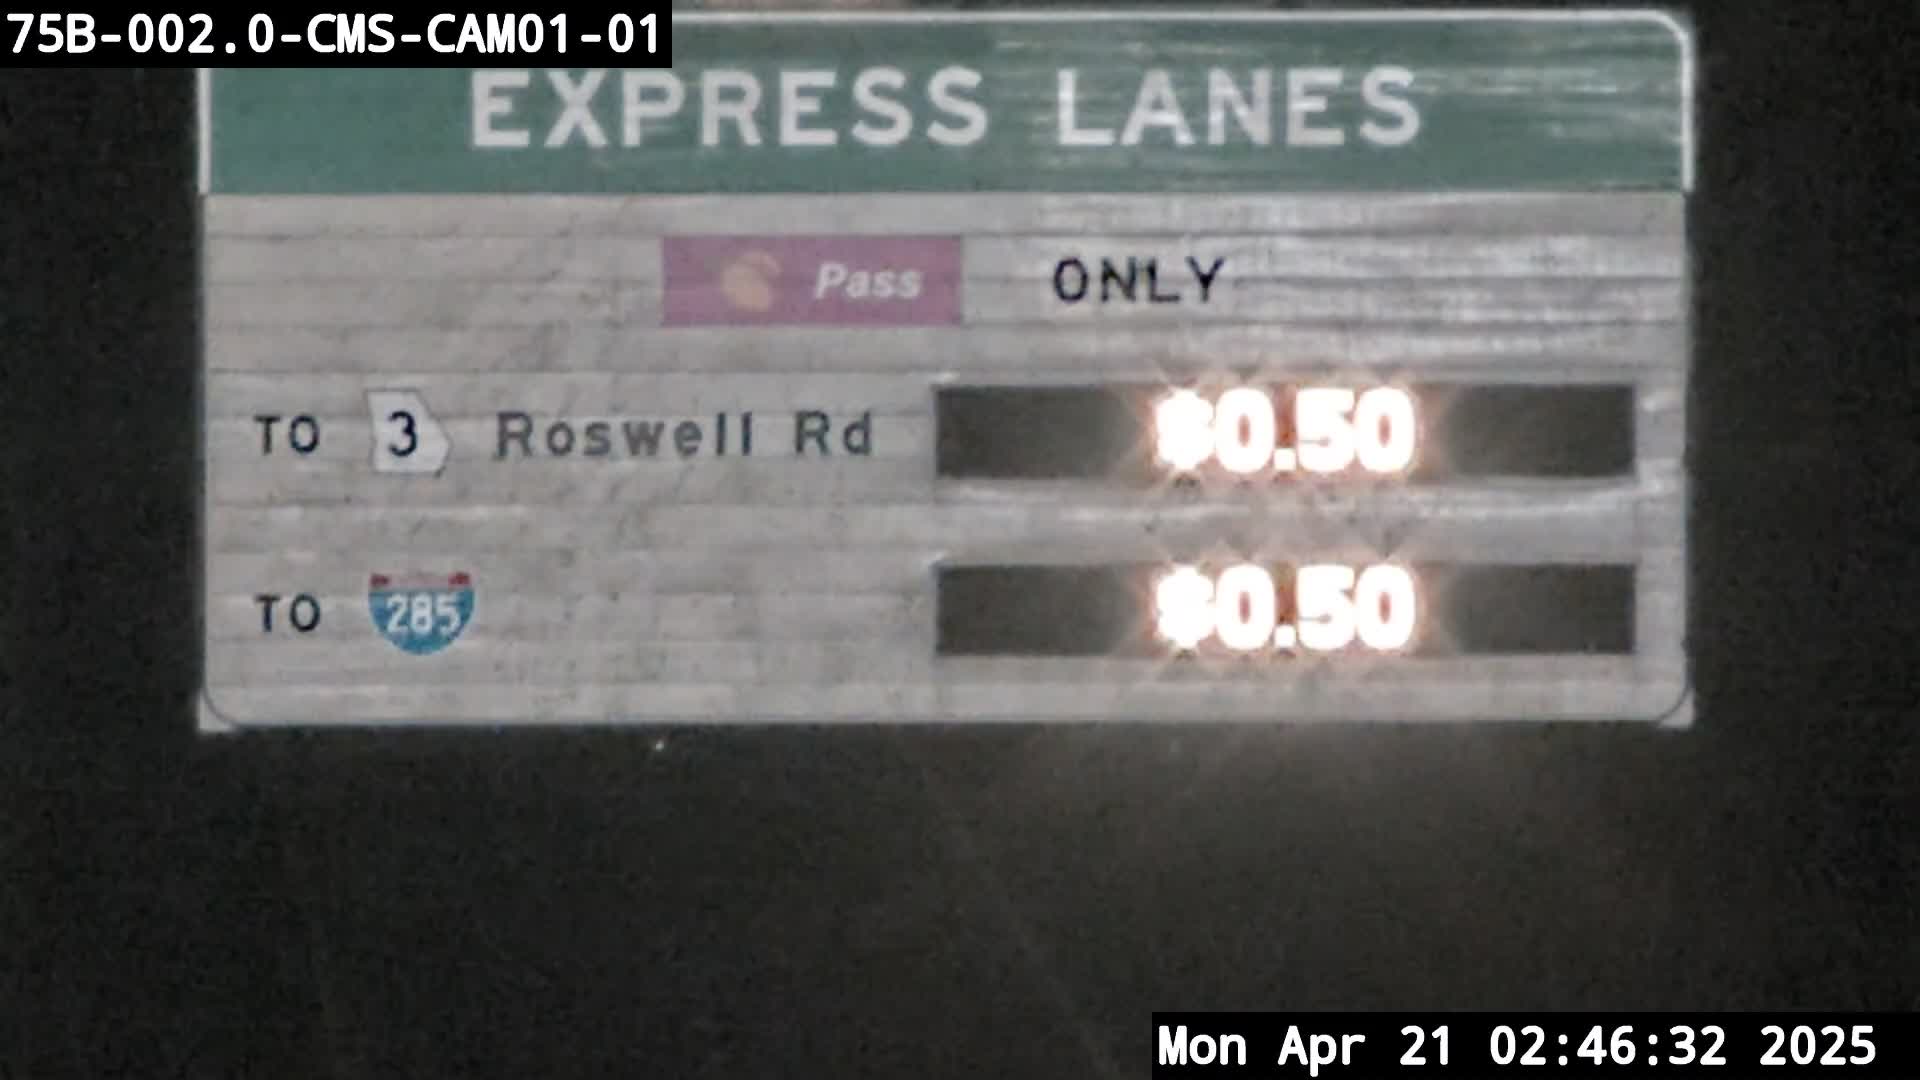 75B-002.0-CMS-CAM01-01
EXPRESS LANES
Pass ONLY
TO 3 Roswell Rd $0.50
TO 285 $0.50
Mon Apr 21 02:46:32 2025